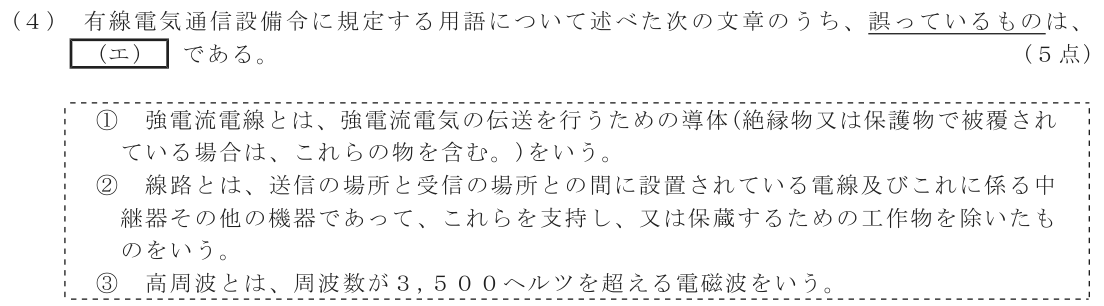 (４) 有線電気通信設備令に規定する用語について述べた次の文章のうち、誤っているものは、
(エ) である。 (５点)
① 強電流電線とは、強電流電気の伝送を行うための導体(絶縁物又は保護物で被覆され
ている場合は、これらの物を含む。)をいう。
② 線路とは、送信の場所と受信の場所との間に設置されている電線及びこれに係る中
継器その他の機器であって、これらを支持し、又は保蔵するための工作物を除いたも
のをいう。
③ 高周波とは、周波数が３,５００ヘルツを超える電磁波をいう。